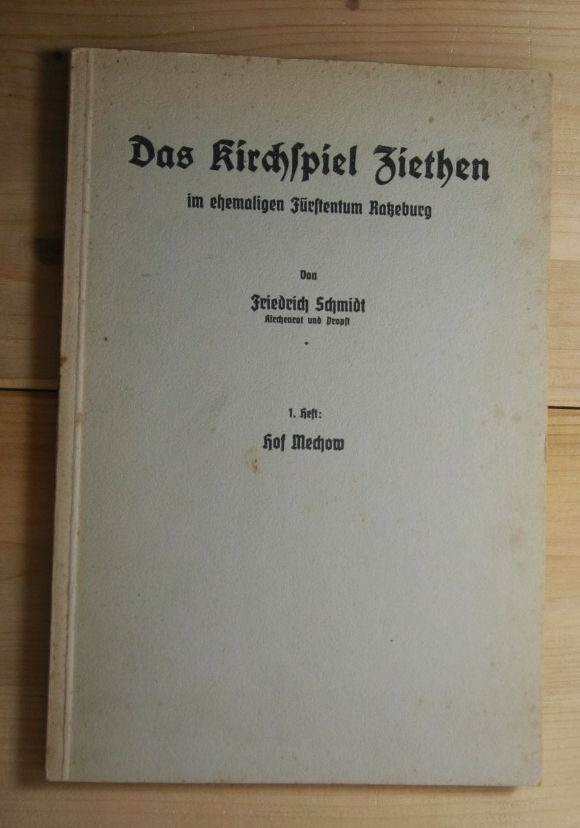 Das Kirchſpiel Ziethen
im ehemaligen Fürſtentum Ratzeburg
Von
Friedrich Schmidt
Kirchenrat und Propſt
1. Heft:
Hof Mechow